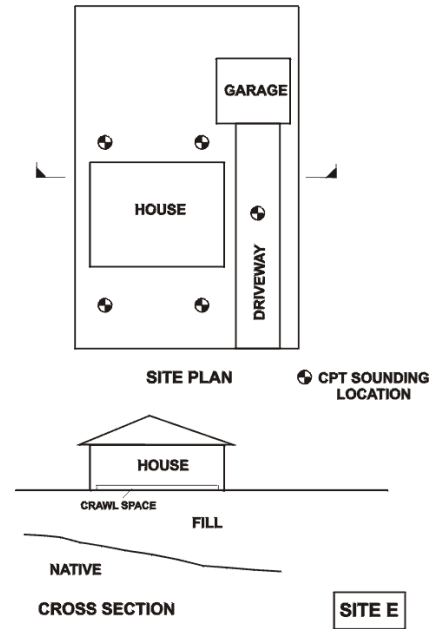 GARAGE
HOUSE
DRIVEWAY
SITE PLAN
CPT SOUNDING
LOCATION
HOUSE
CRAWL SPACE
FILL
NATIVE
CROSS SECTION
SITE E